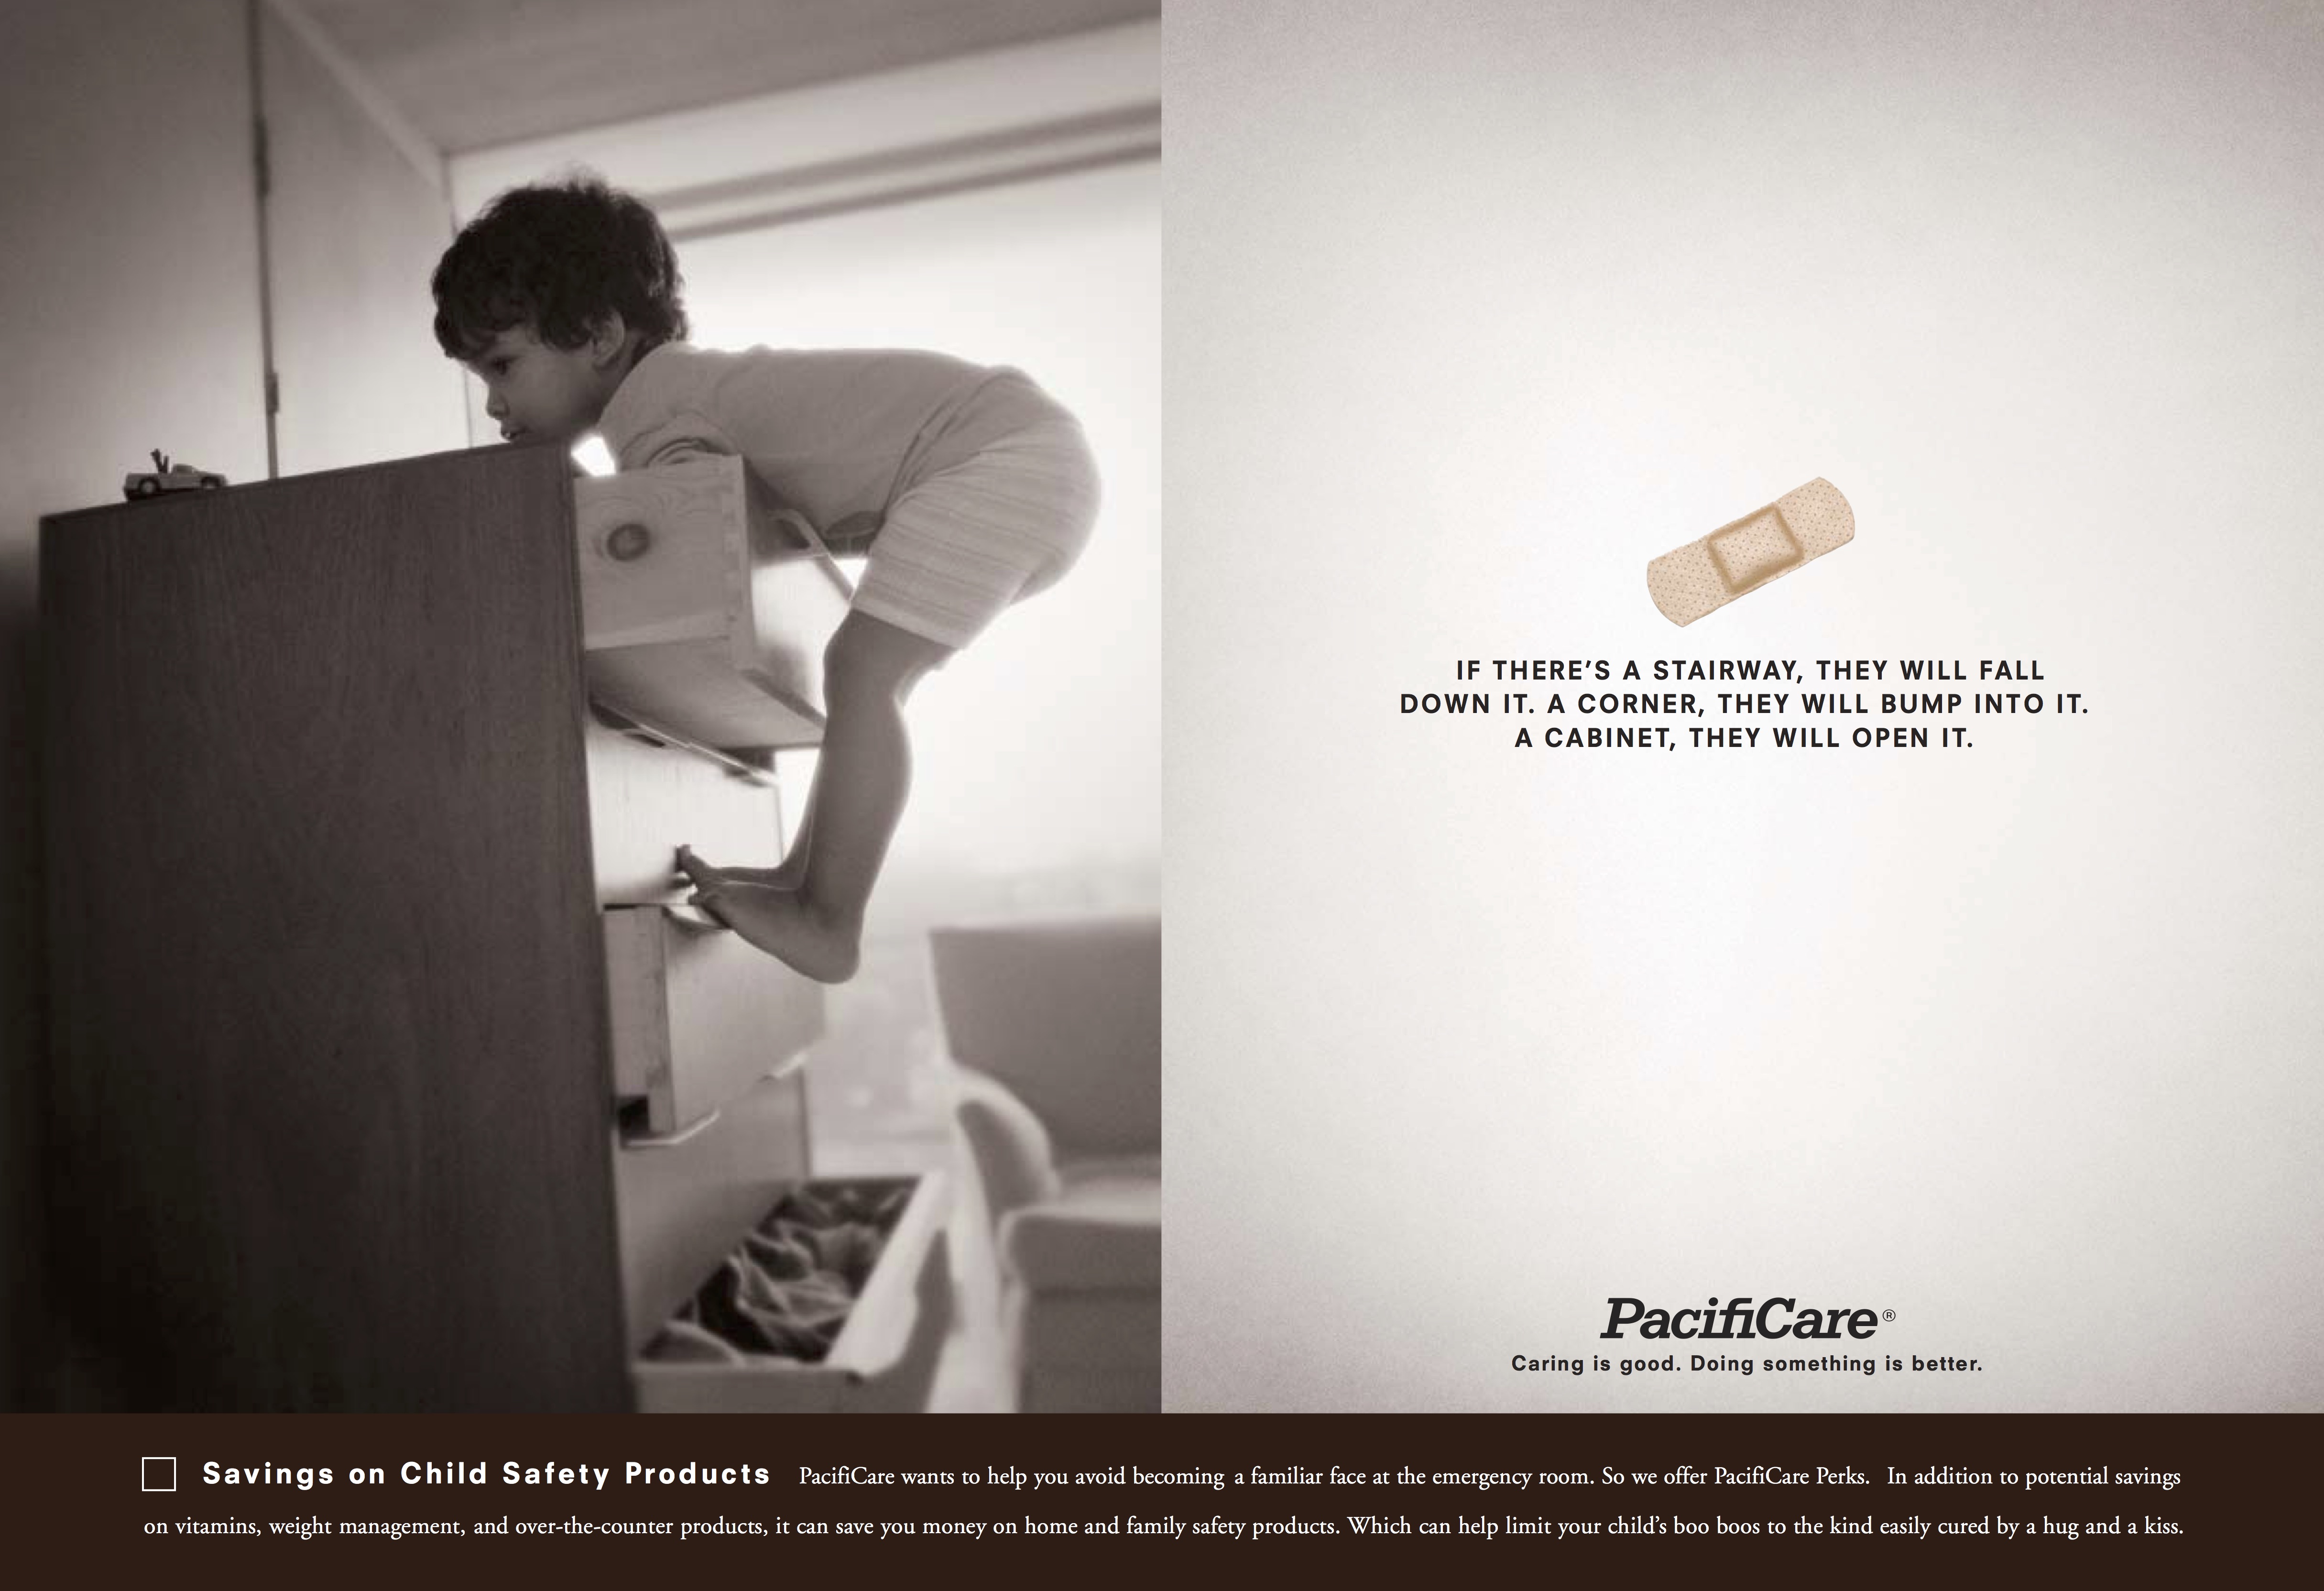 IF THERE’S A STAIRWAY, THEY WILL FALL
DOWN IT. A CORNER, THEY WILL BUMP INTO IT.
A CABINET, THEY WILL OPEN IT.
PacifiCare®
Caring is good. Doing something is better.
Savings on Child Safety Products PacifiCare wants to help you avoid becoming a familiar face at the emergency room. So we offer PacifiCare Perks. In addition to potential savings
on vitamins, weight management, and over-the-counter products, it can save you money on home and family safety products. Which can help limit your child’s boo boos to the kind easily cured by a hug and a kiss.